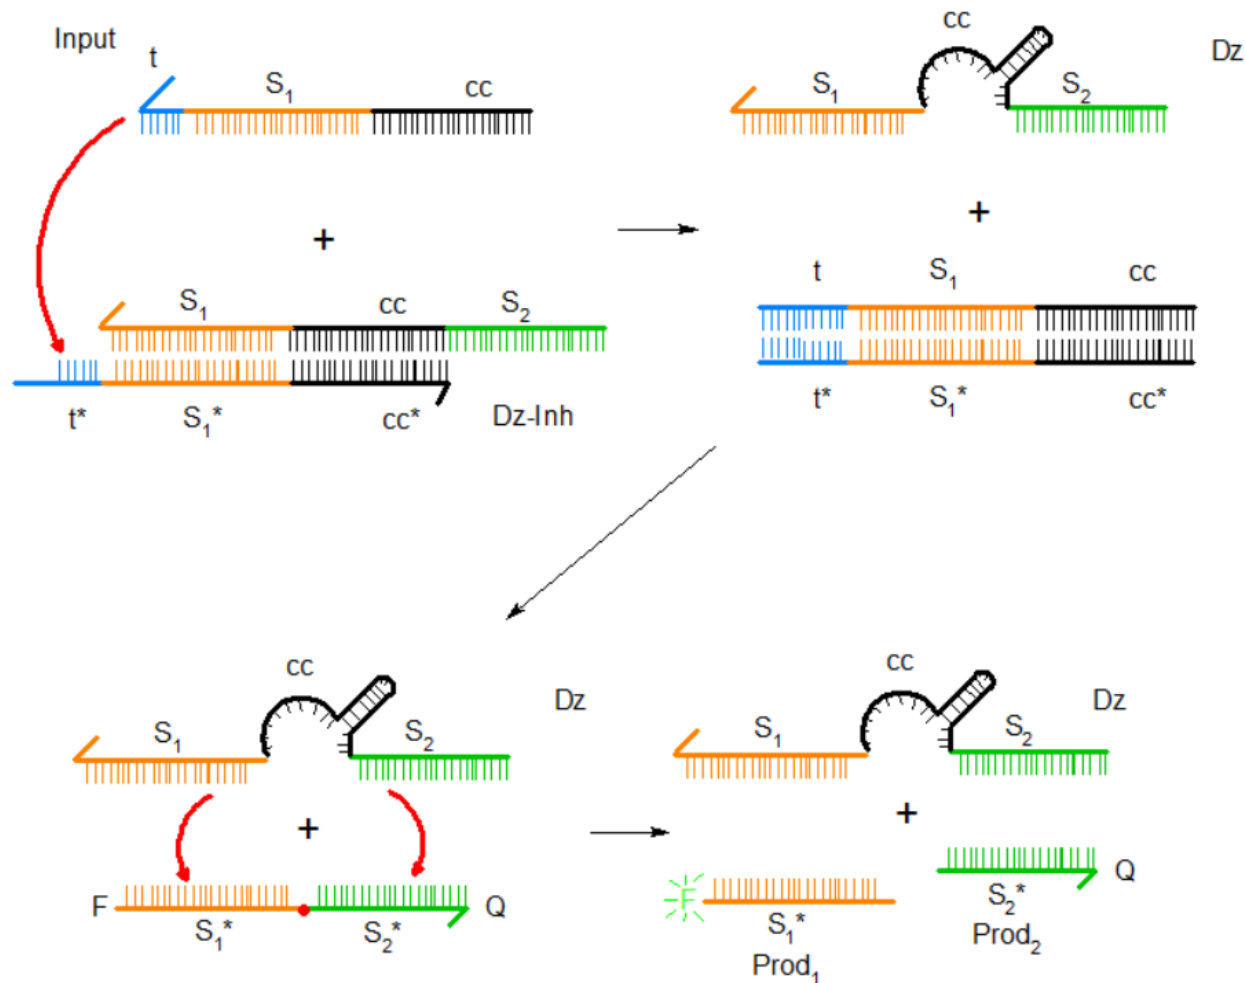 Input
t
S₁
cc
+
S₁
cc
S₂
t*
S₁*
cc*
Dz-Inh
cc
Dz
S₁
S₂
+
t
S₁
cc
t*
S₁*
cc*
cc
Dz
S₁
S₂
+
F
Q
S₁*
S₂*
cc
Dz
S₁
S₂
+
F
Q
S₁*
S₂*
Prod₁
Prod₂